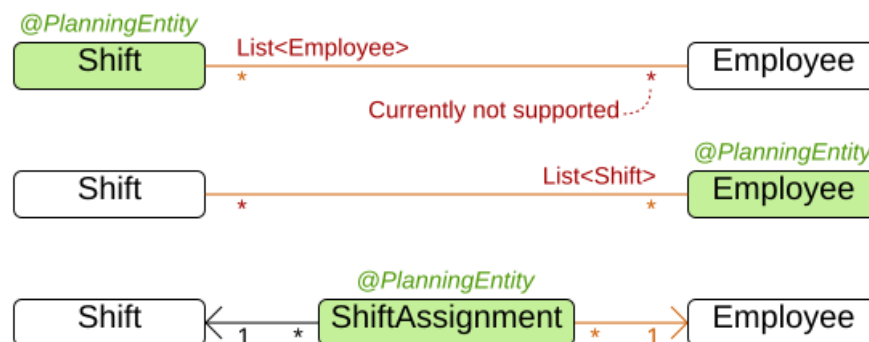 @PlanningEntity
Shift List<Employee> Employee
* *
Currently not supported
@PlanningEntity
Shift List<Shift> Employee
* *
@PlanningEntity
Shift ShiftAssignment Employee
1 * * 1